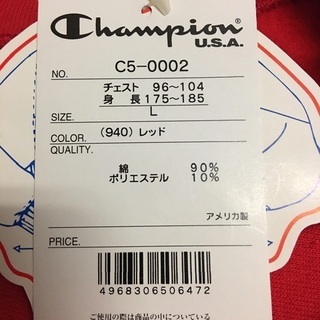 Champion
U.S.A.
NO. C5-0002
チェスト 96〜104
身 長 175〜185
SIZE. L
COLOR. (940) レッド
QUALITY.
綿 90%
ポリエステル 10%
アメリカ製
PRICE.
4968306506472
ご使用の際は商品の中についている